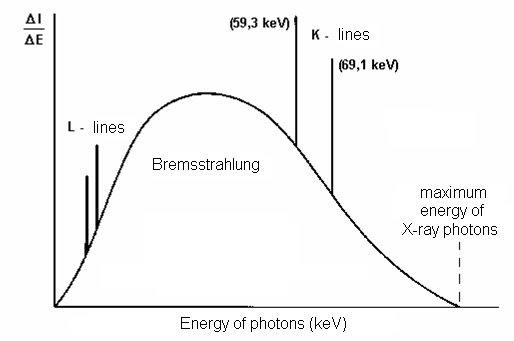 ΔI
ΔE
(59,3 keV)
K - lines
(69,1 keV)
L - lines
Bremsstrahlung
maximum
energy of
X-ray photons
Energy of photons (keV)